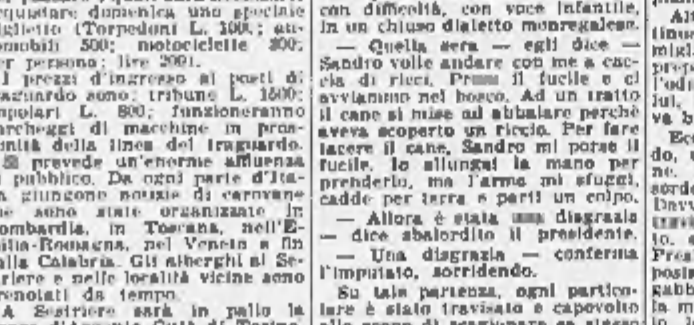 quistare domenica uno speciale
biglietto (Torpedoni L. 1000; au-
tomobili 500; motociclette 300;
per persona: lire 200).
I prezzi d'ingresso ai posti di
traguardo sono: tribune L. 1500;
popolari L. 800; funzioneranno
parcheggi di macchine in pros-
simità della linea del traguardo.
Si prevede un'enorme affluenza
di pubblico. Da ogni parte d'Ita-
lia giungono notizie di carovane
che sono state organizzate in
Lombardia, in Toscana, nell'E-
milia-Romagna, nel Veneto e fin
dalla Calabria. Gli alberghi al Se-
striere e nelle località vicine sono
prenotati da tempo.
A Sestriere sarà in palio la
con difficoltà, con voce infantile,
in un chiuso dialetto monregalese.
— Quella sera — egli dice —
Sandro volle andare con me a cac-
cia di ricci. Prese il fucile e ci
avviammo nel bosco. Ad un tratto
il cane si mise ad abbaiare perchè
aveva scoperto un riccio. Per fare
tacere il cane, Sandro mi porse il
fucile. Io allungai la mano per
prenderlo, ma l'arma mi sfuggì,
cadde per terra e partì un colpo.
— Allora è stata una disgrazia
— dice sbalordito il presidente.
— Una disgrazia — conferma
l'imputato, sorridendo.
Su tale partenza, ogni partico-
lare è stato travisato e capovolto